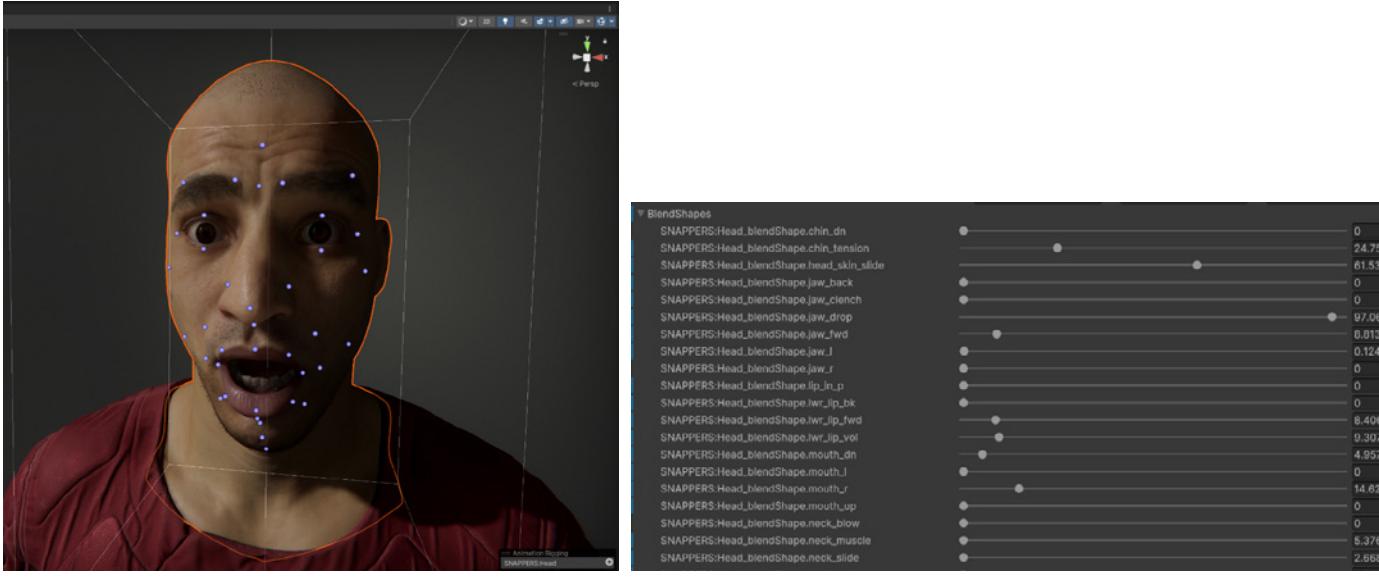 2D
y
x
< Persp
Animation Rigging
SNAPPERS:Head
BlendShapes
SNAPPERS:Head_blendShape.chin_dn 0
SNAPPERS:Head_blendShape.chin_tension 24.75
SNAPPERS:Head_blendShape.head_skin_slide 61.53
SNAPPERS:Head_blendShape.jaw_back 0
SNAPPERS:Head_blendShape.jaw_clench 0
SNAPPERS:Head_blendShape.jaw_drop 97.06
SNAPPERS:Head_blendShape.jaw_fwd 8.813
SNAPPERS:Head_blendShape.jaw_l 0.124
SNAPPERS:Head_blendShape.jaw_r 0
SNAPPERS:Head_blendShape.lip_in_p 0
SNAPPERS:Head_blendShape.lwr_lip_bk 0
SNAPPERS:Head_blendShape.lwr_lip_fwd 8.408
SNAPPERS:Head_blendShape.lwr_lip_vol 9.307
SNAPPERS:Head_blendShape.mouth_dn 4.957
SNAPPERS:Head_blendShape.mouth_l 0
SNAPPERS:Head_blendShape.mouth_r 14.62
SNAPPERS:Head_blendShape.mouth_up 0
SNAPPERS:Head_blendShape.neck_blow 0
SNAPPERS:Head_blendShape.neck_muscle 5.376
SNAPPERS:Head_blendShape.neck_slide 2.668